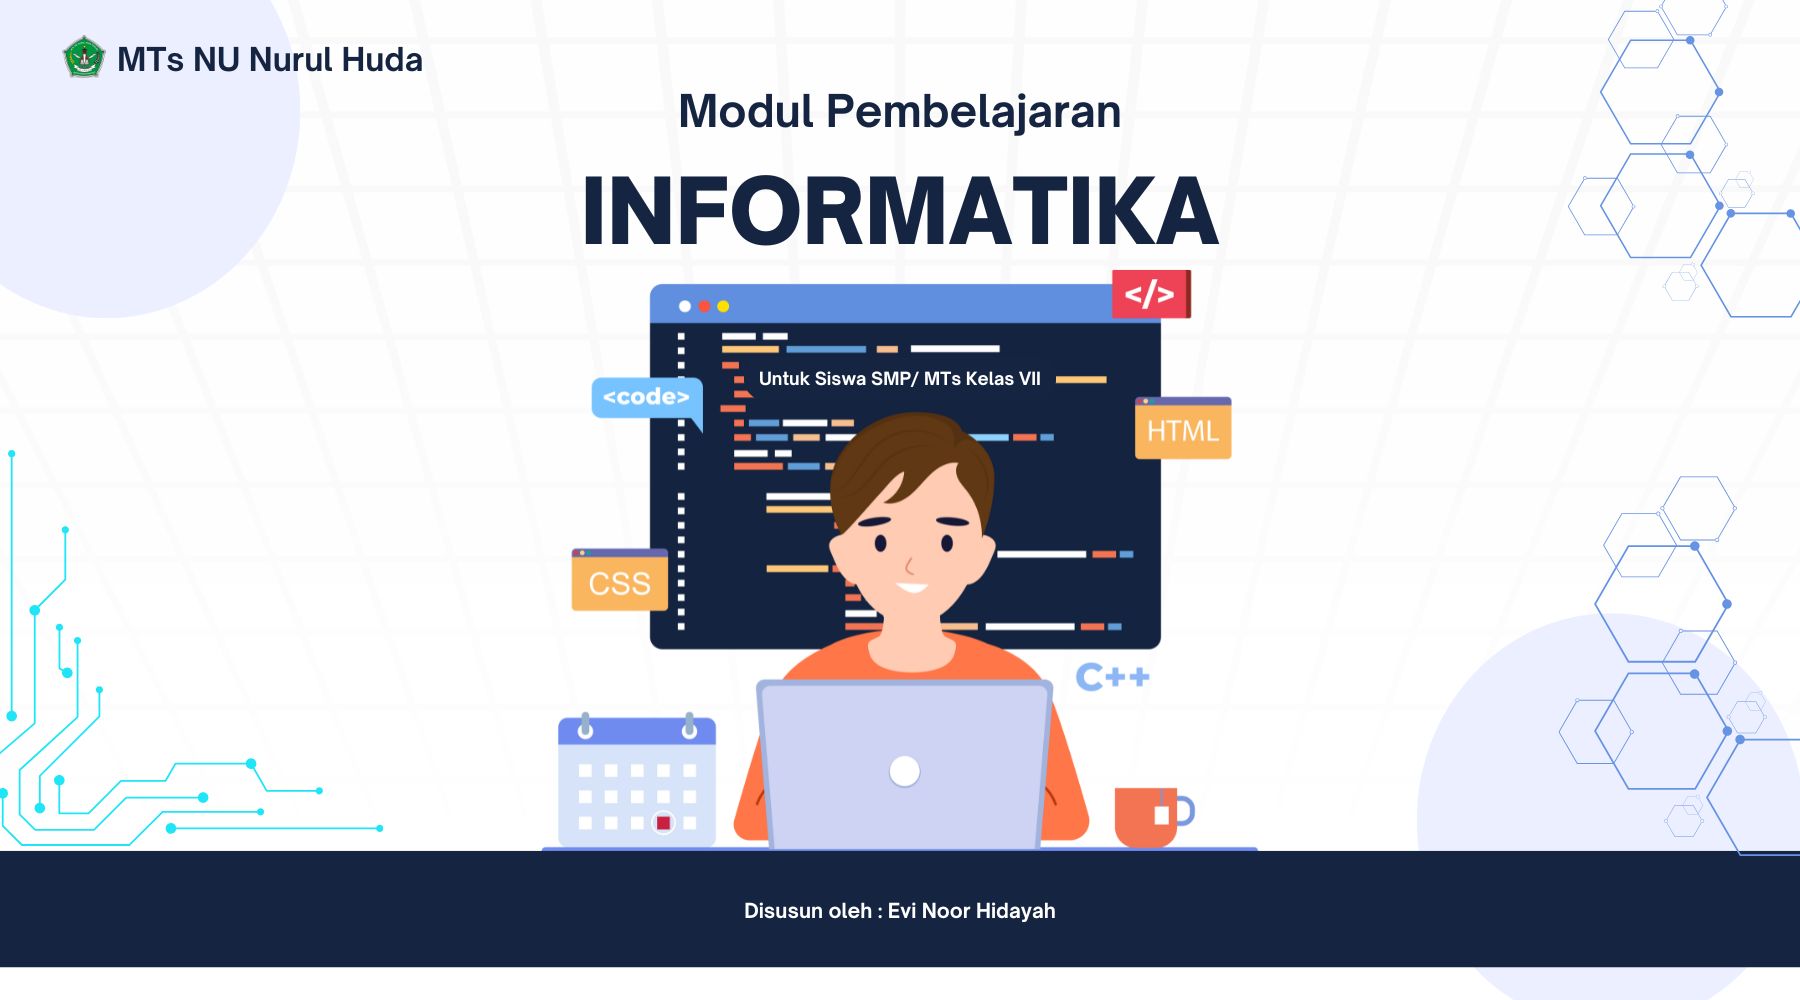 MTs NU Nurul Huda
Modul Pembelajaran
INFORMATIKA
</>
Untuk Siswa SMP/ MTs Kelas VII
<code>
HTML
CSS
C++
Disusun oleh : Evi Noor Hidayah